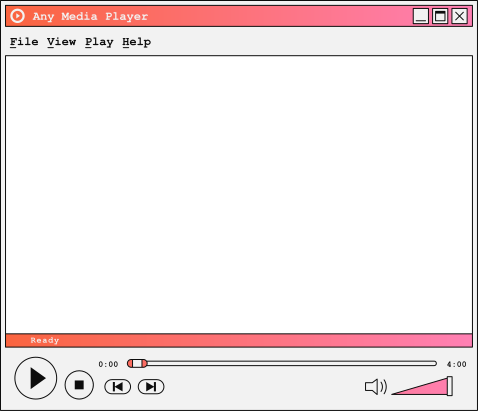 Any Media Player
File View Play Help
Ready
0:00 4:00